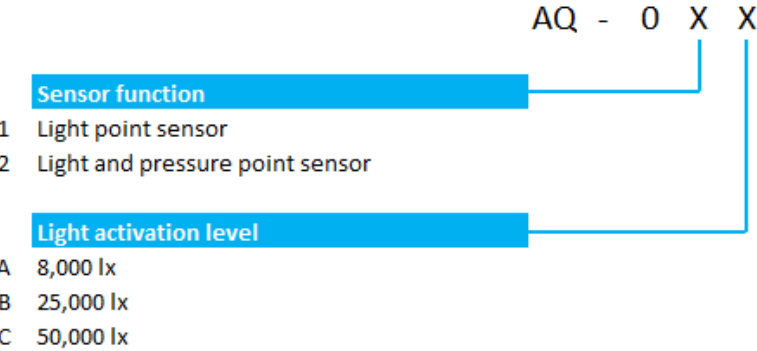 AQ - 0 X X
Sensor function
1 Light point sensor
2 Light and pressure point sensor
Light activation level
A 8,000 lx
B 25,000 lx
C 50,000 lx